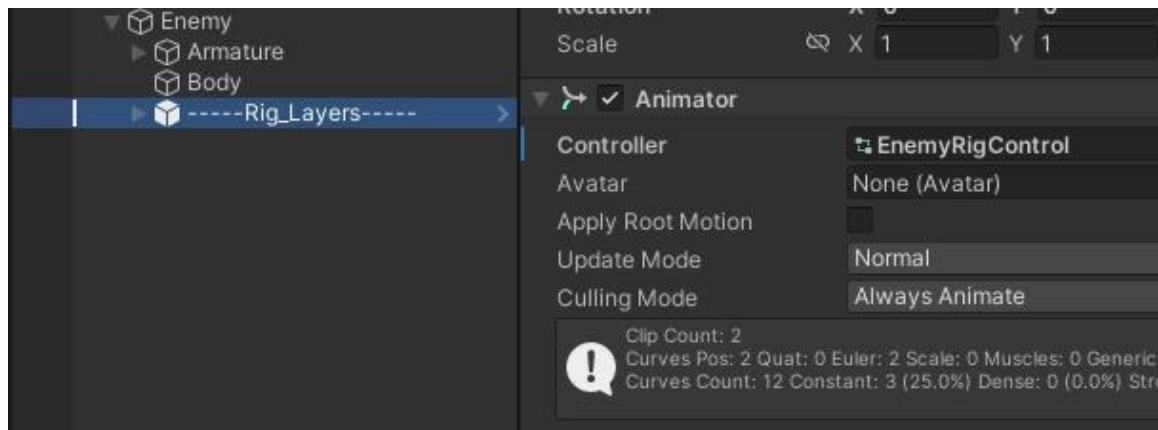 Enemy
Armature
Body
-----Rig_Layers-----
Rotation
Scale X 1 Y 1
Animator
Controller EnemyRigControl
Avatar None (Avatar)
Apply Root Motion
Update Mode Normal
Culling Mode Always Animate
Clip Count: 2
Curves Pos: 2 Quat: 0 Euler: 2 Scale: 0 Muscles: 0 Generic
Curves Count: 12 Constant: 3 (25.0%) Dense: 0 (0.0%) Stre